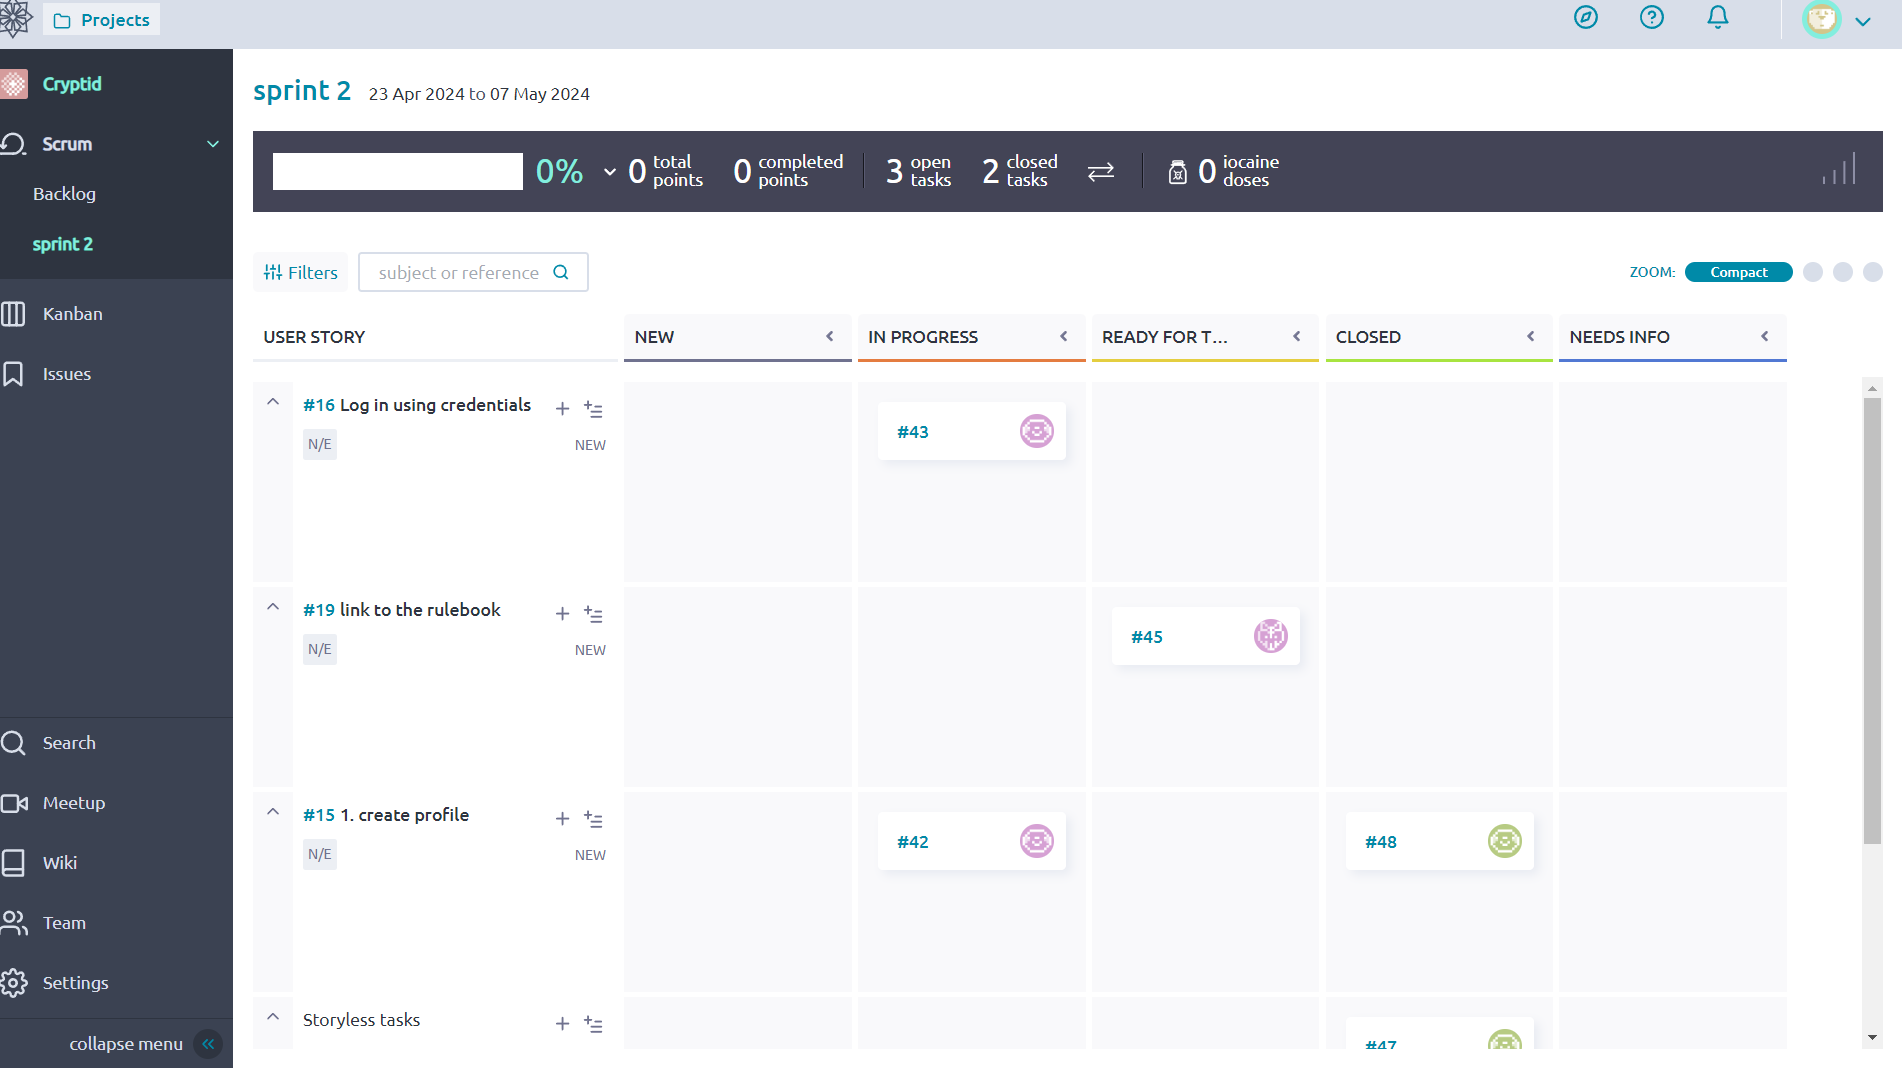 Projects
Cryptid
Scrum
Backlog
sprint 2
Kanban
Issues
Search
Meetup
Wiki
Team
Settings
collapse menu
sprint 2 23 Apr 2024 to 07 May 2024
0% 0 total points 0 completed points 3 open tasks 2 closed tasks 0 iocaine doses
Filters subject or reference ZOOM: Compact
USER STORY NEW IN PROGRESS READY FOR T... CLOSED NEEDS INFO
#16 Log in using credentials
N/E NEW
#43
#19 link to the rulebook
N/E NEW
#45
#15 1. create profile
N/E NEW
#42 #48
Storyless tasks
#47